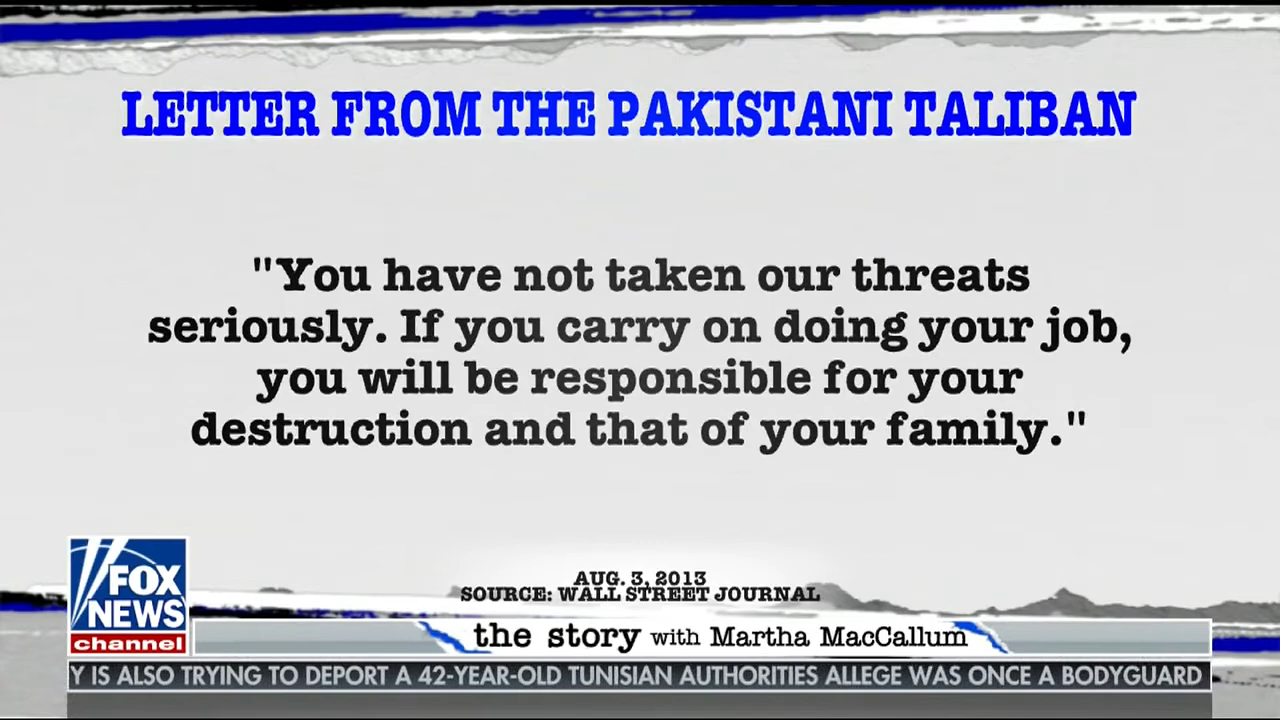 LETTER FROM THE PAKISTANI TALIBAN
"You have not taken our threats
seriously. If you carry on doing your job,
you will be responsible for your
destruction and that of your family."
AUG. 3, 2013
SOURCE: WALL STREET JOURNAL
FOX
NEWS
channel
the story with Martha MacCallum
Y IS ALSO TRYING TO DEPORT A 42-YEAR-OLD TUNISIAN AUTHORITIES ALLEGE WAS ONCE A BODYGUARD